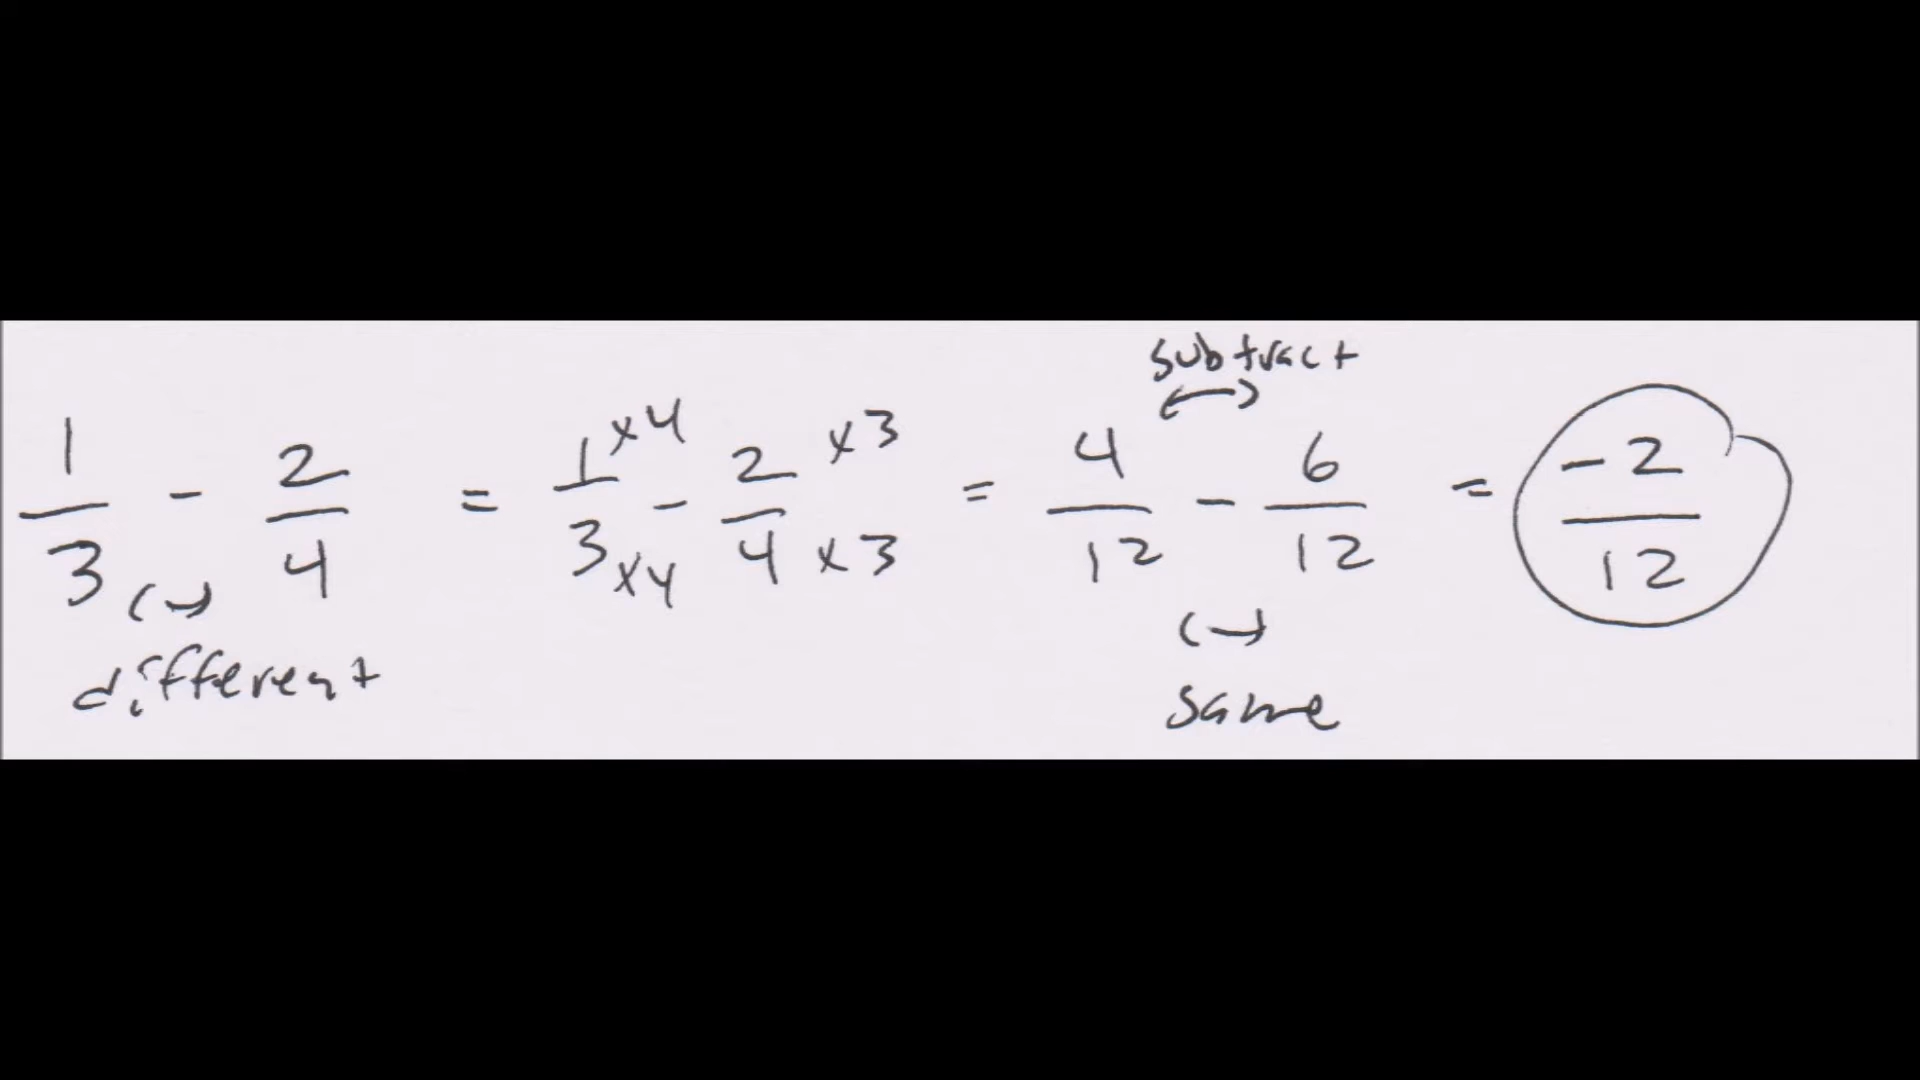 subtract
1/3 - 2/4 = 1×4/3×4 - 2×3/4×3 = 4/12 - 6/12 = -2/12
different
same